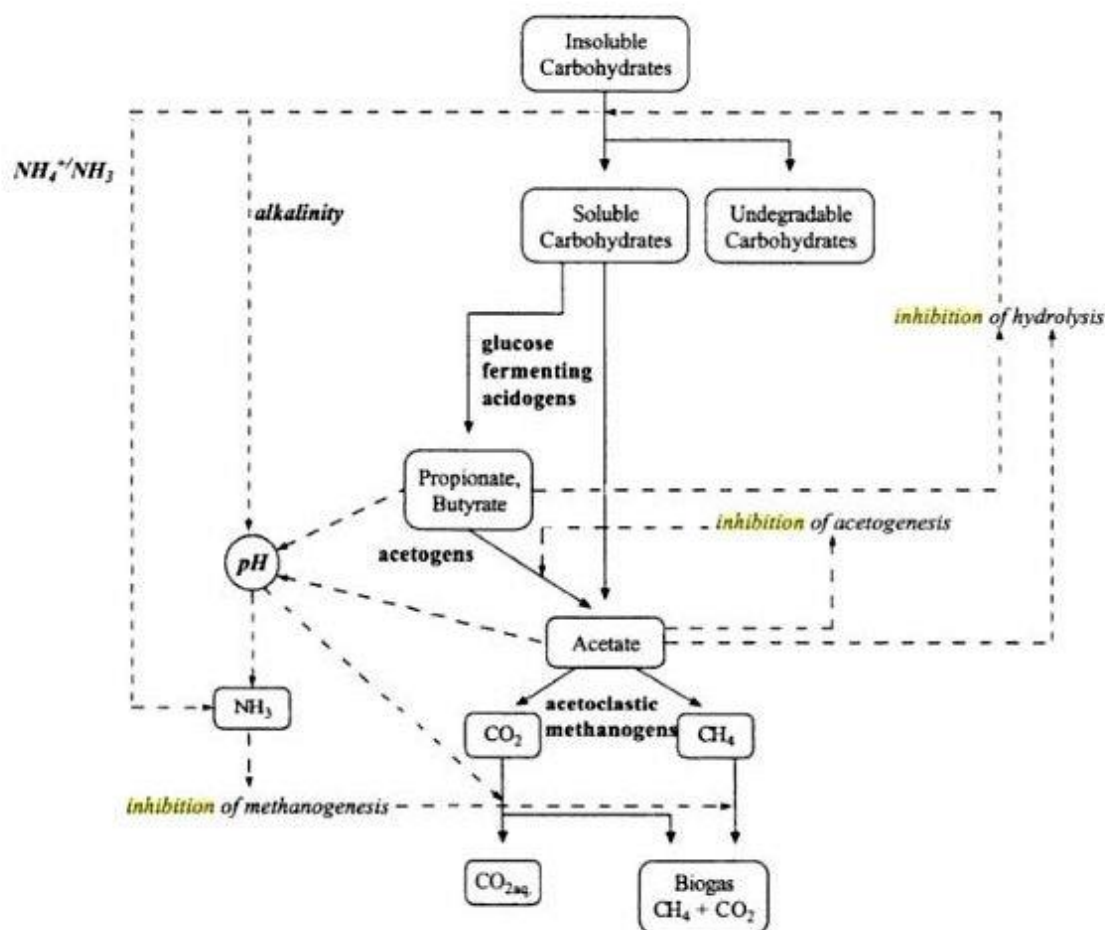 Insoluble
Carbohydrates
NH₄⁺/NH₃
alkalinity
Soluble
Carbohydrates
Undegradable
Carbohydrates
inhibition of hydrolysis
glucose
fermenting
acidogens
Propionate,
Butyrate
inhibition of acetogenesis
acetogens
pH
Acetate
NH₃
acetoclastic
methanogens
CO₂
CH₄
inhibition of methanogenesis
CO₂aq.
Biogas
CH₄ + CO₂